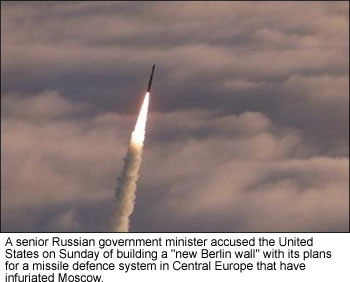 A senior Russian government minister accused the United
States on Sunday of building a "new Berlin wall" with its plans
for a missile defence system in Central Europe that have
infuriated Moscow.